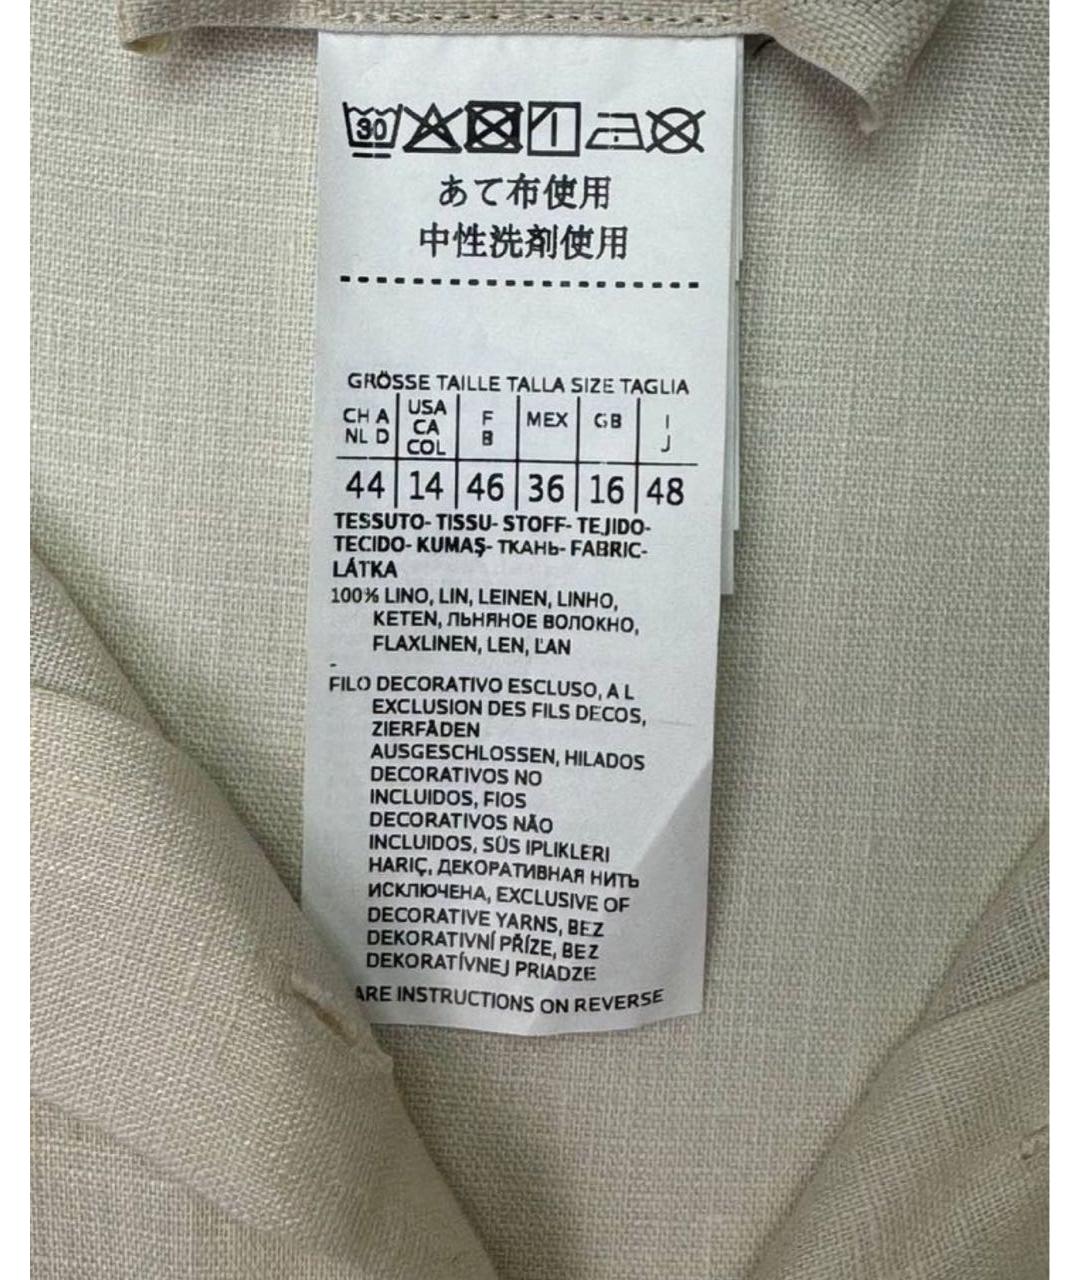 30
あて布使用
中性洗剤使用
GRÖSSE TAILLE TALLA SIZE TAGLIA
CH A NL D USA CA COL F B MEX GB I J
44 14 46 36 16 48
TESSUTO- TISSU- STOFF- TEJIDO-
TECIDO- KUMAŞ- ТКАНЬ- FABRIC-
LÁTKA
100% LINO, LIN, LEINEN, LINHO,
KETEN, ЛЬНЯНОЕ ВОЛОКНО,
FLAXLINEN, LEN, ĽAN
-
FILO DECORATIVO ESCLUSO, A L
EXCLUSION DES FILS DECOS,
ZIERFÄDEN
AUSGESCHLOSSEN, HILADOS
DECORATIVOS NO
INCLUIDOS, FIOS
DECORATIVOS NÃO
INCLUIDOS, SÜS IPLIKLERI
HARIÇ, ДЕКОРАТИВНАЯ НИТЬ
ИСКЛЮЧЕНА, EXCLUSIVE OF
DECORATIVE YARNS, BEZ
DEKORATIVNÍ PŘÍZE, BEZ
DEKORATÍVNEJ PRIADZE
ARE INSTRUCTIONS ON REVERSE